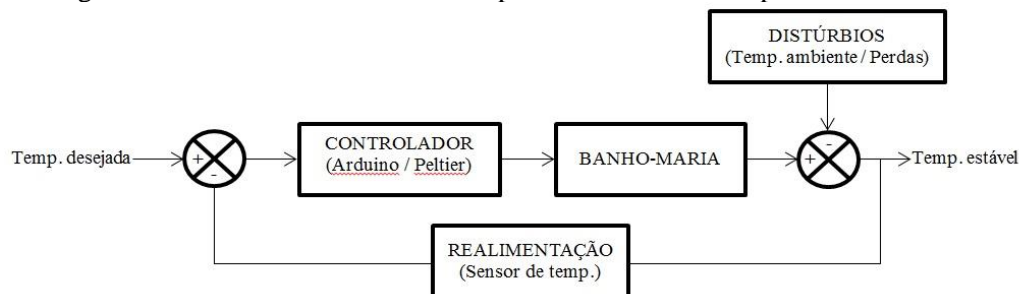 DISTÚRBIOS
(Temp. ambiente / Perdas)
Temp. desejada
+
-
CONTROLADOR
(Arduino / Peltier)
BANHO-MARIA
-
+
Temp. estável
REALIMENTAÇÃO
(Sensor de temp.)